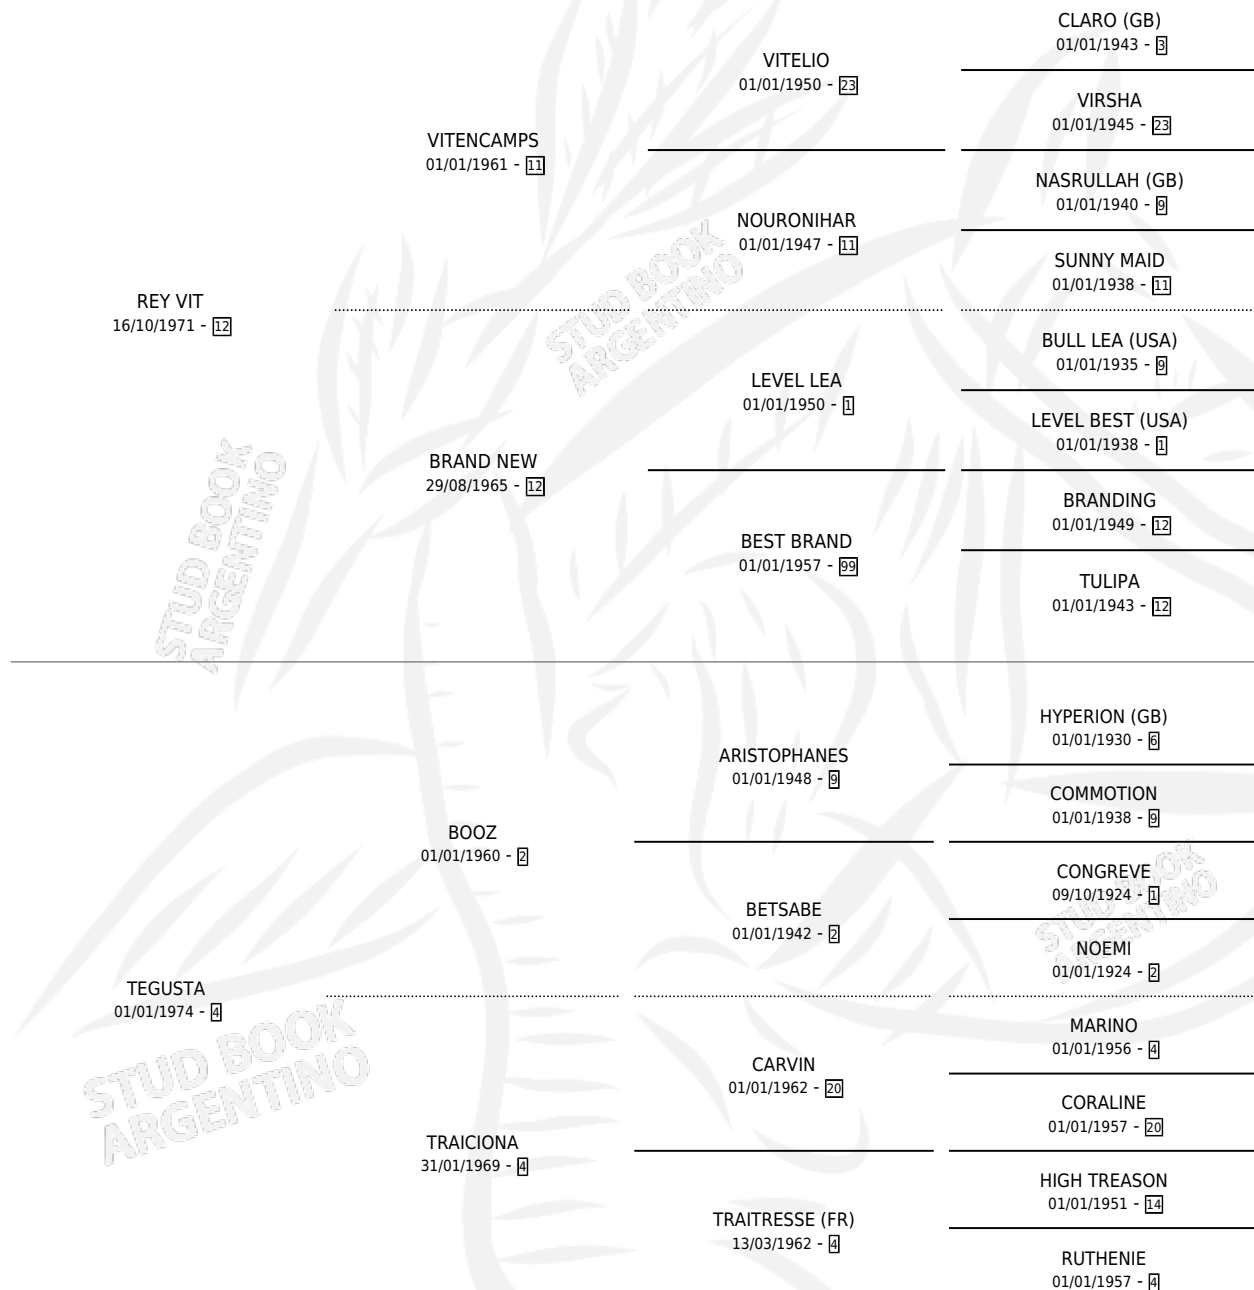 CLARO (GB)
01/01/1943 - 3
VITELIO
01/01/1950 - 23
VIRSHA
01/01/1945 - 23
VITENCAMPS
01/01/1961 - 11
NASRULLAH (GB)
01/01/1940 - 9
NOURONIHAR
01/01/1947 - 11
SUNNY MAID
01/01/1938 - 11
REY VIT
16/10/1971 - 12
BULL LEA (USA)
01/01/1935 - 9
LEVEL LEA
01/01/1950 - 1
LEVEL BEST (USA)
01/01/1938 - 1
BRAND NEW
29/08/1965 - 12
BRANDING
01/01/1949 - 12
BEST BRAND
01/01/1957 - 99
TULIPA
01/01/1943 - 12
HYPERION (GB)
01/01/1930 - 6
ARISTOPHANES
01/01/1948 - 9
COMMOTION
01/01/1938 - 9
BOOZ
01/01/1960 - 2
CONGREVE
09/10/1924 - 1
BETSABE
01/01/1942 - 2
NOEMI
01/01/1924 - 2
TEGUSTA
01/01/1974 - 4
MARINO
01/01/1956 - 4
CARVIN
01/01/1962 - 20
CORALINE
01/01/1957 - 20
TRAICIONA
31/01/1969 - 4
HIGH TREASON
01/01/1951 - 14
TRAITRESSE (FR)
13/03/1962 - 4
RUTHENIE
01/01/1957 - 4
STUD BOOK
ARGENTINO
STUD BOOK
ARGENTINO
STUD BOOK
ARGENTINO
STUD BOOK
ARGENTINO